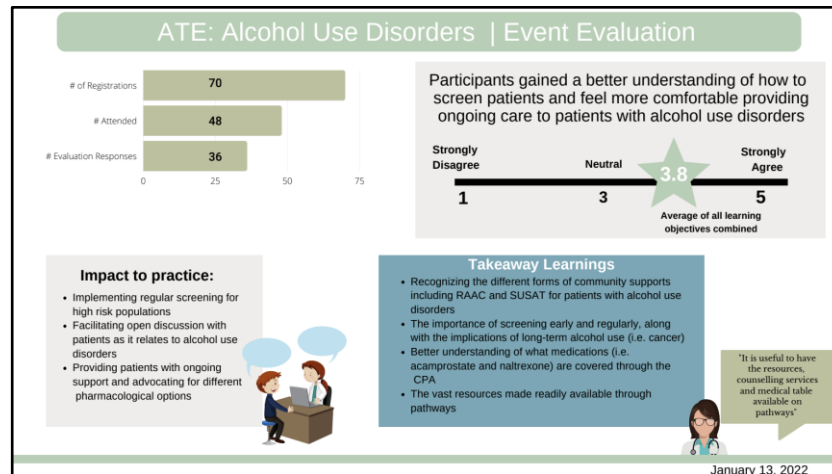 ATE: Alcohol Use Disorders | Event Evaluation
# of Registrations
70
# Attended
48
# Evaluation Responses
36
0
25
50
75
Participants gained a better understanding of how to
screen patients and feel more comfortable providing
ongoing care to patients with alcohol use disorders
Strongly
Disagree
Neutral
Strongly
Agree
3.8
1
3
5
Average of all learning
objectives combined
Impact to practice:
• Implementing regular screening for
high risk populations
• Facilitating open discussion with
patients as it relates to alcohol use
disorders
• Providing patients with ongoing
support and advocating for different
pharmacological options
Takeaway Learnings
• Recognizing the different forms of community supports
including RAAC and SUSAT for patients with alcohol use
disorders
• The importance of screening early and regularly, along
with the implications of long-term alcohol use (i.e. cancer)
• Better understanding of what medications (i.e.
acamprostate and naltrexone) are covered through the
CPA
• The vast resources made readily available through
pathways
"It is useful to have
the resources,
counselling services
and medical table
available on
pathways"
January 13, 2022